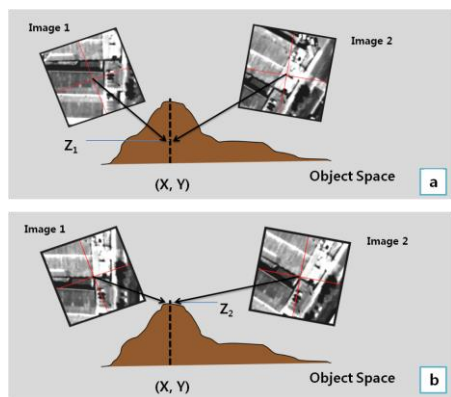 Image 1
Image 2
Z1
(X, Y)
Object Space
a
Image 1
Image 2
Z2
(X, Y)
Object Space
b